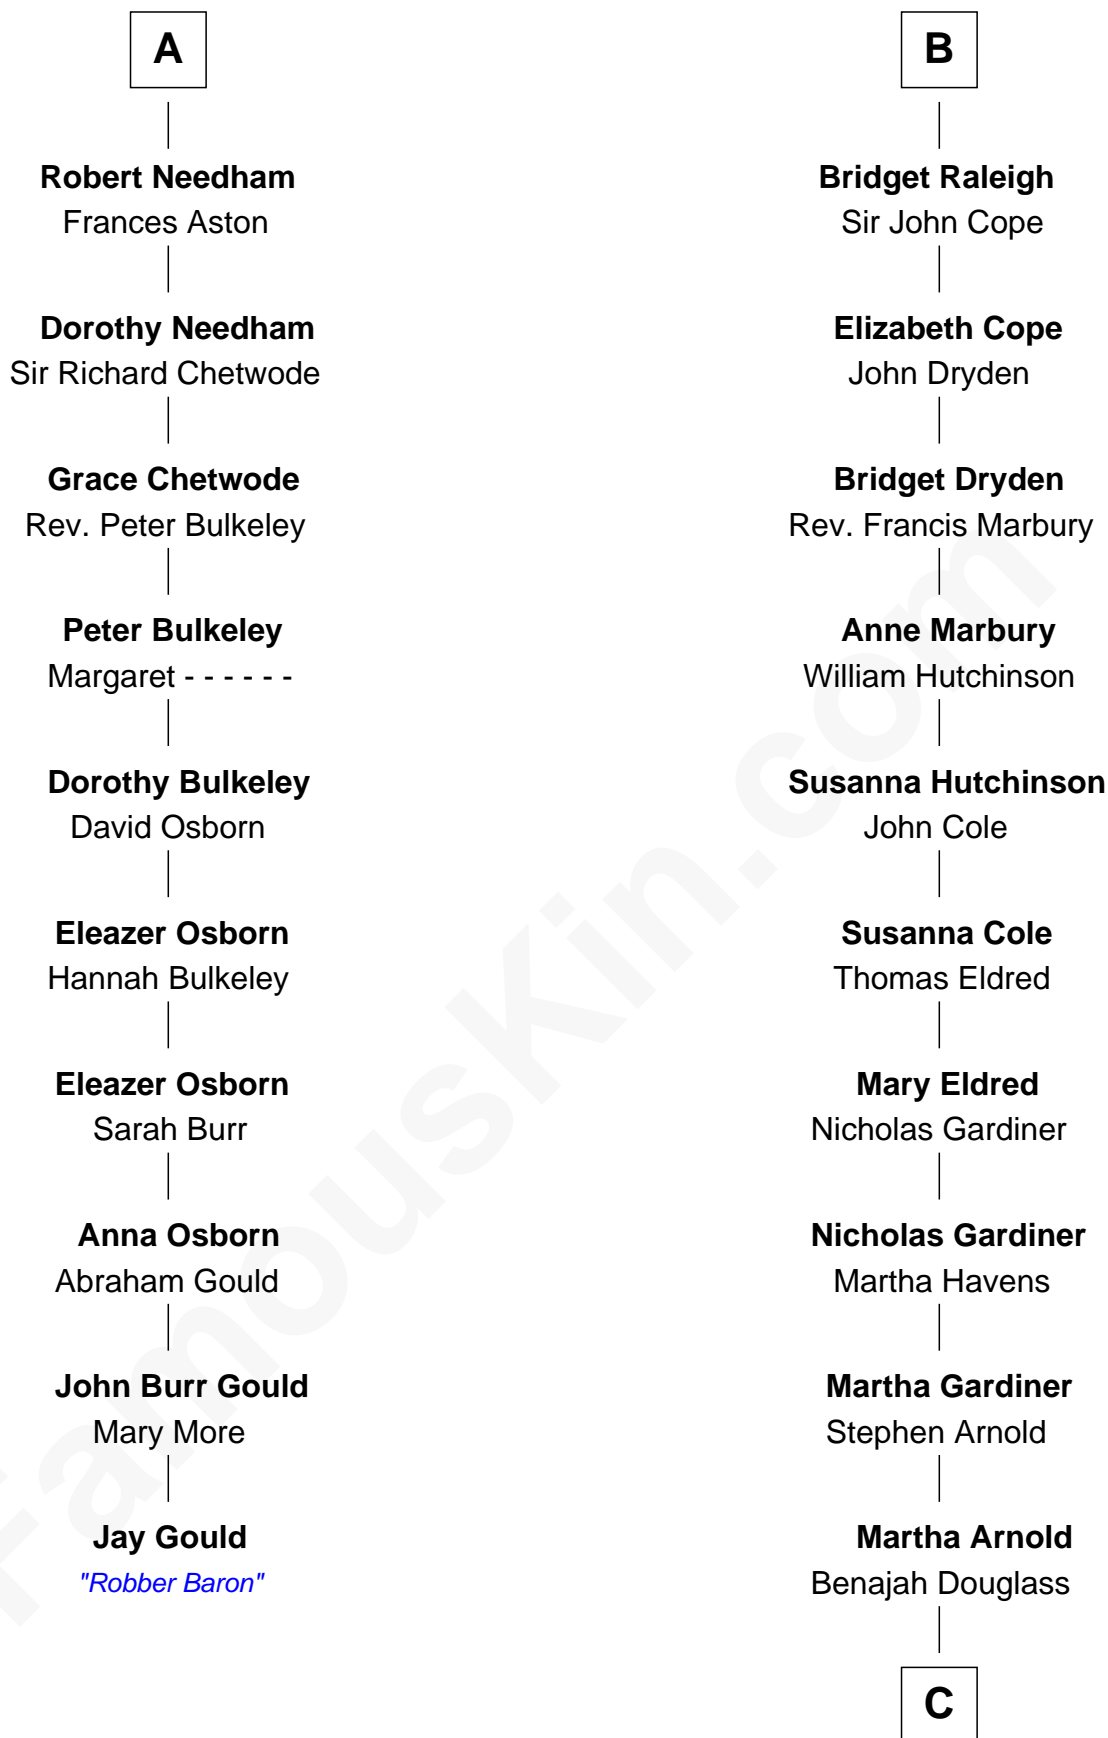 A
Robert Needham
Frances Aston
Dorothy Needham
Sir Richard Chetwode
Grace Chetwode
Rev. Peter Bulkeley
Peter Bulkeley
Margaret - - - - - -
Dorothy Bulkeley
David Osborn
Eleazer Osborn
Hannah Bulkeley
Eleazer Osborn
Sarah Burr
Anna Osborn
Abraham Gould
John Burr Gould
Mary More
Jay Gould
"Robber Baron"
B
Bridget Raleigh
Sir John Cope
Elizabeth Cope
John Dryden
Bridget Dryden
Rev. Francis Marbury
Anne Marbury
William Hutchinson
Susanna Hutchinson
John Cole
Susanna Cole
Thomas Eldred
Mary Eldred
Nicholas Gardiner
Nicholas Gardiner
Martha Havens
Martha Gardiner
Stephen Arnold
Martha Arnold
Benajah Douglass
C
FamousKin.com